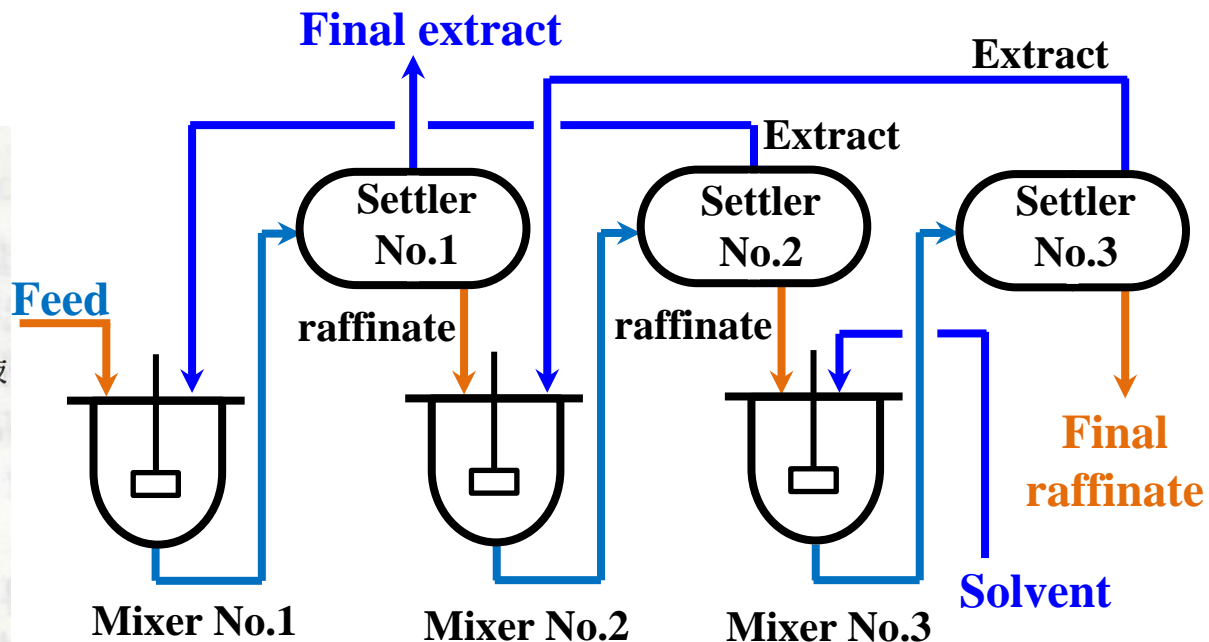 Final extract
Extract
Extract
Settler
No.1
Settler
No.2
Settler
No.3
Feed
raffinate
raffinate
Final
raffinate
Solvent
Mixer No.1
Mixer No.2
Mixer No.3